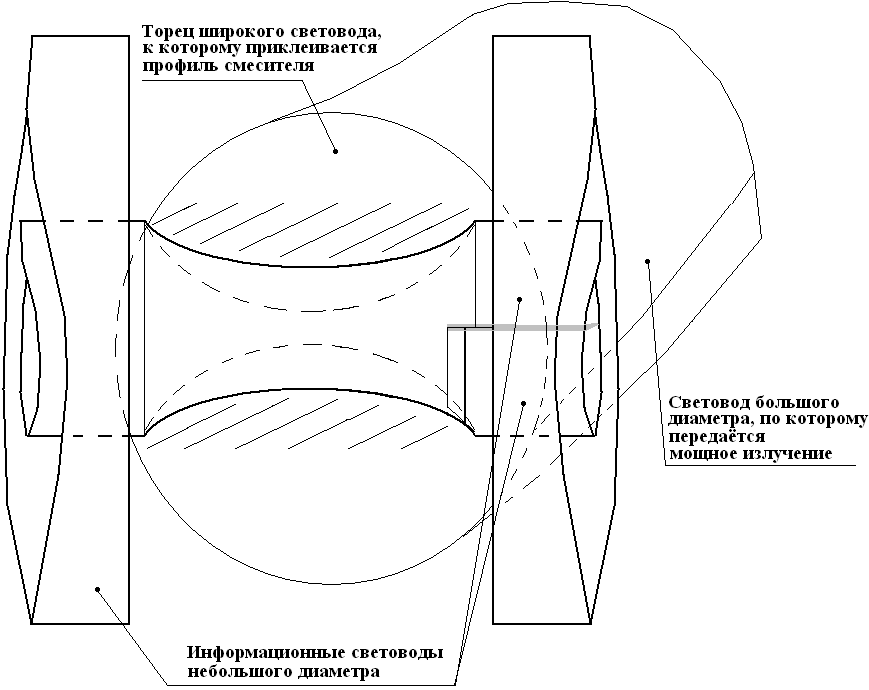 Торец широкого световода,
к которому приклеивается
профиль смесителя
Световод большого
диаметра, по которому
передаётся
мощное излучение
Информационные световоды
небольшого диаметра